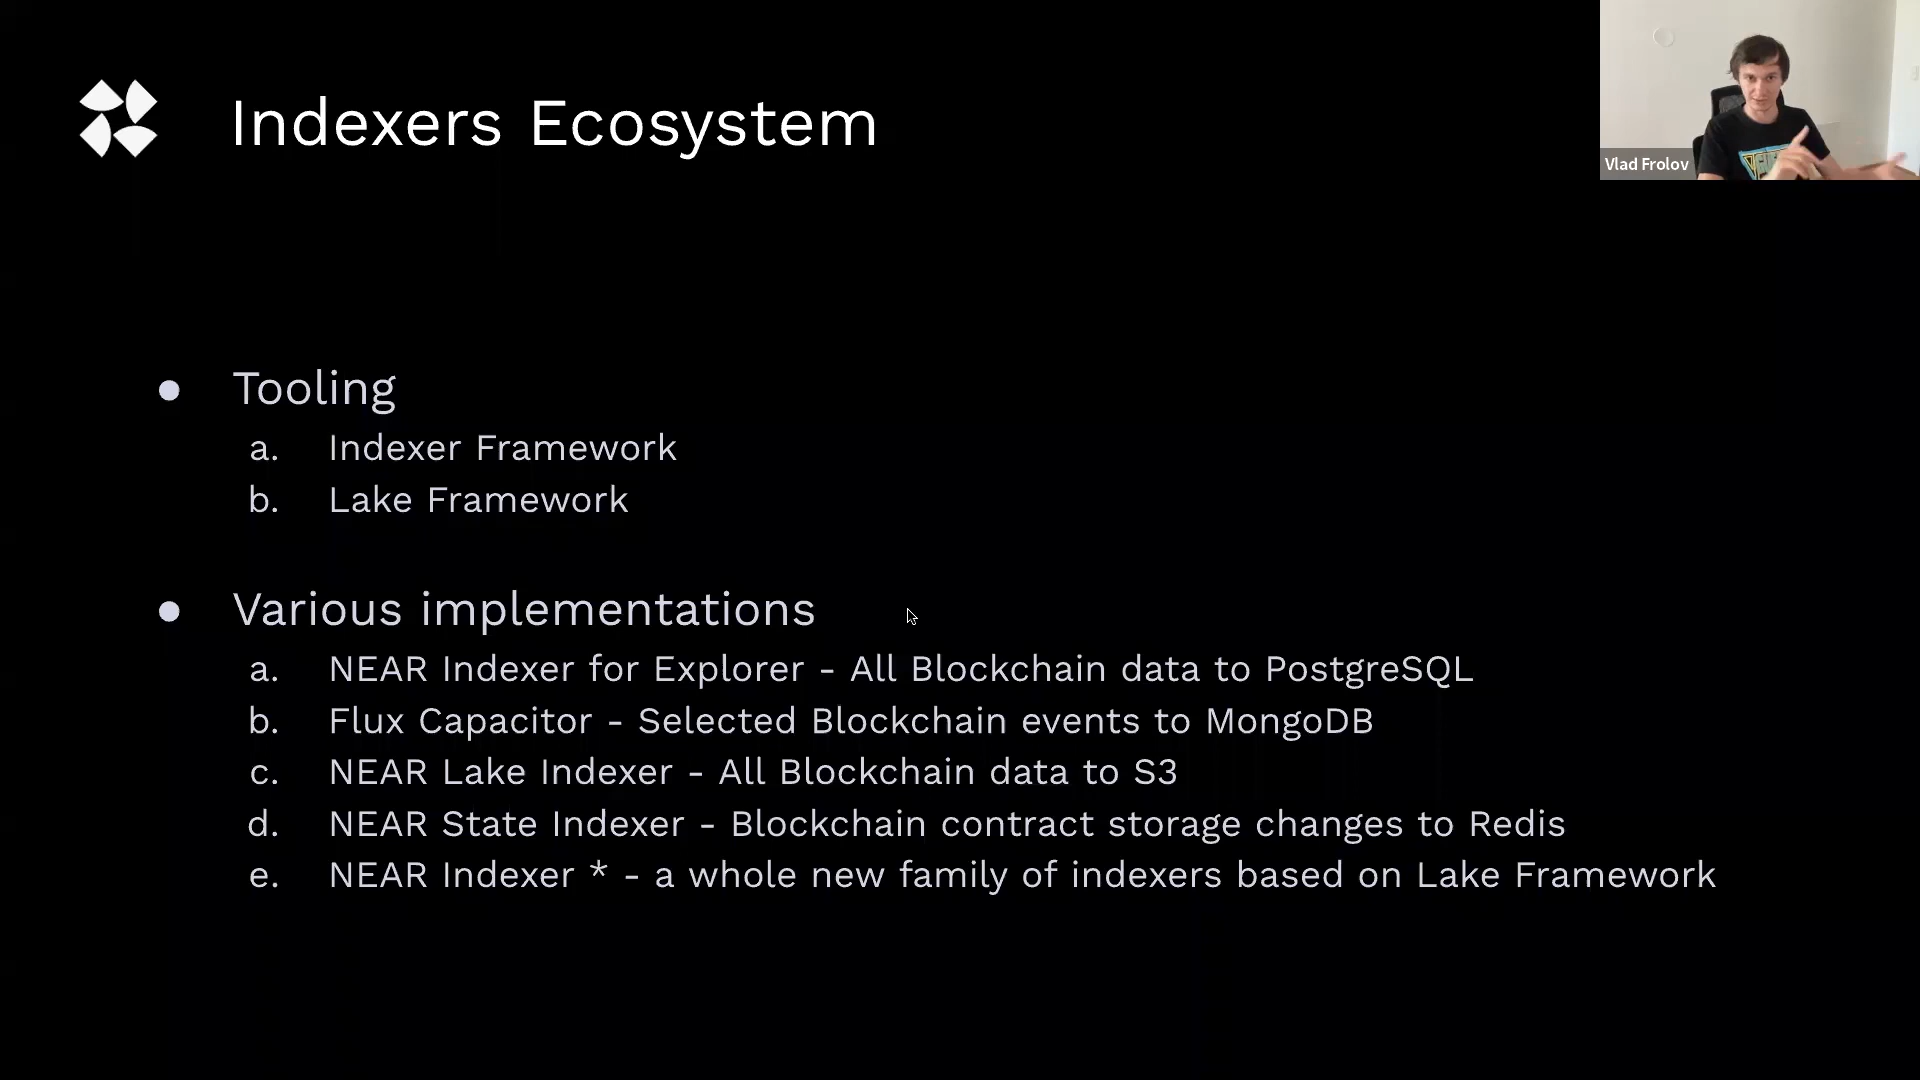 Indexers Ecosystem
Vlad Frolov
● Tooling
a. Indexer Framework
b. Lake Framework
● Various implementations
a. NEAR Indexer for Explorer - All Blockchain data to PostgreSQL
b. Flux Capacitor - Selected Blockchain events to MongoDB
c. NEAR Lake Indexer - All Blockchain data to S3
d. NEAR State Indexer - Blockchain contract storage changes to Redis
e. NEAR Indexer * - a whole new family of indexers based on Lake Framework